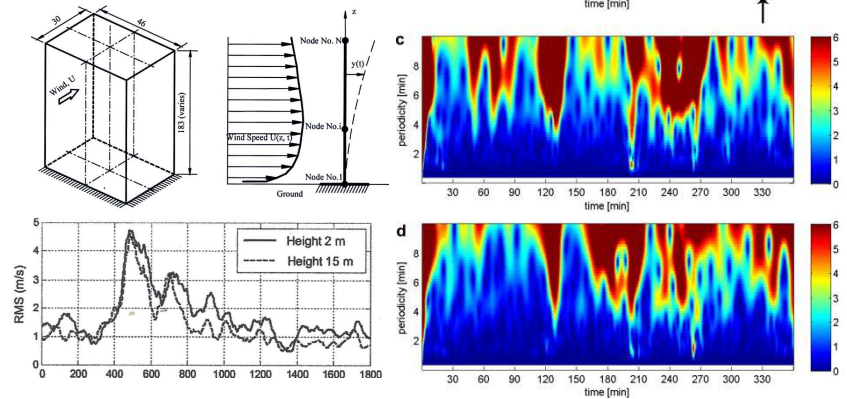 30
46
Wind, U
183 (varies)
z
Node No. N
y(t)
Node No.i
Wind Speed U(z, t)
Node No.1
Ground
RMS (m/s)
5
4
3
2
1
0
Height 2 m
Height 15 m
0 200 400 600 800 1000 1200 1400 1600 1800
time [min]
c
periodicity [min]
8
6
4
2
30 60 90 120 150 180 210 240 270 300 330
time [min]
6
5
4
3
2
1
0
d
periodicity [min]
8
6
4
2
30 60 90 120 150 180 210 240 270 300 330
time [min]
6
5
4
3
2
1
0